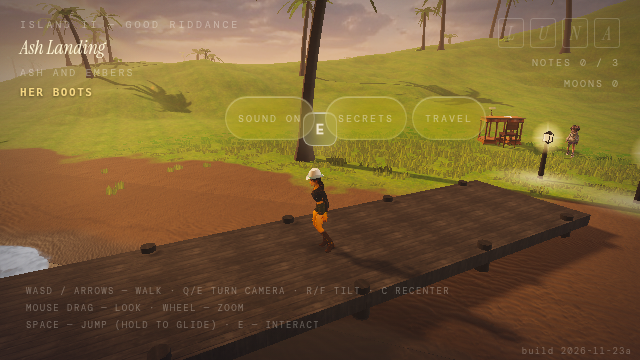 ISLAND II — GOOD RIDDANCE
Ash Landing
ASH AND EMBERS
HER BOOTS
LUNA
NOTES 0 / 3
MOONS 0
SOUND ON
E
SECRETS
TRAVEL
WASD / ARROWS — WALK · Q/E TURN CAMERA · R/F TILT · C RECENTER
MOUSE DRAG — LOOK · WHEEL — ZOOM
SPACE — JUMP (HOLD TO GLIDE) · E — INTERACT
build 2026-11-23a